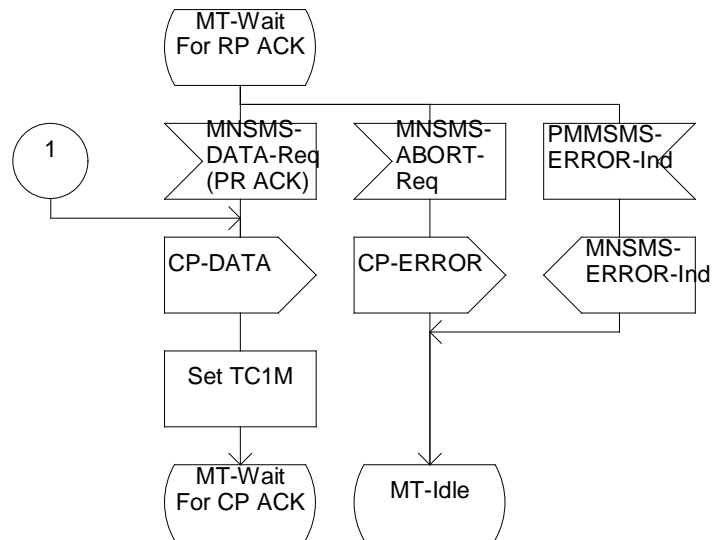 MT-Wait
For RP ACK
1
MNSMS-
DATA-Req
(PR ACK)
MNSMS-
ABORT-
Req
PMMSMS-
ERROR-Ind
CP-DATA
CP-ERROR
MNSMS-
ERROR-Ind
Set TC1M
MT-Wait
For CP ACK
MT-Idle